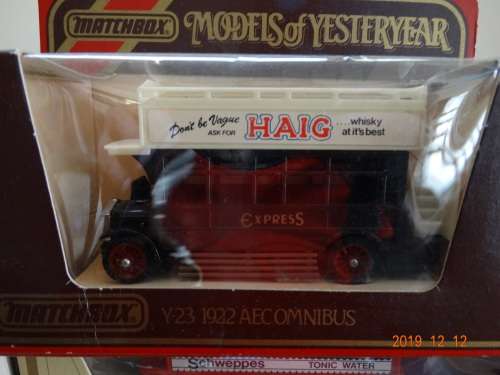 MATCHBOX MODELS of YESTERYEAR
Don't be Vague
ASK FOR
HAIG
....whisky
at it's best
EXPRESS
MATCHBOX Y-23 1922 AEC OMNIBUS
2019 12 12
Schweppes TONIC WATER